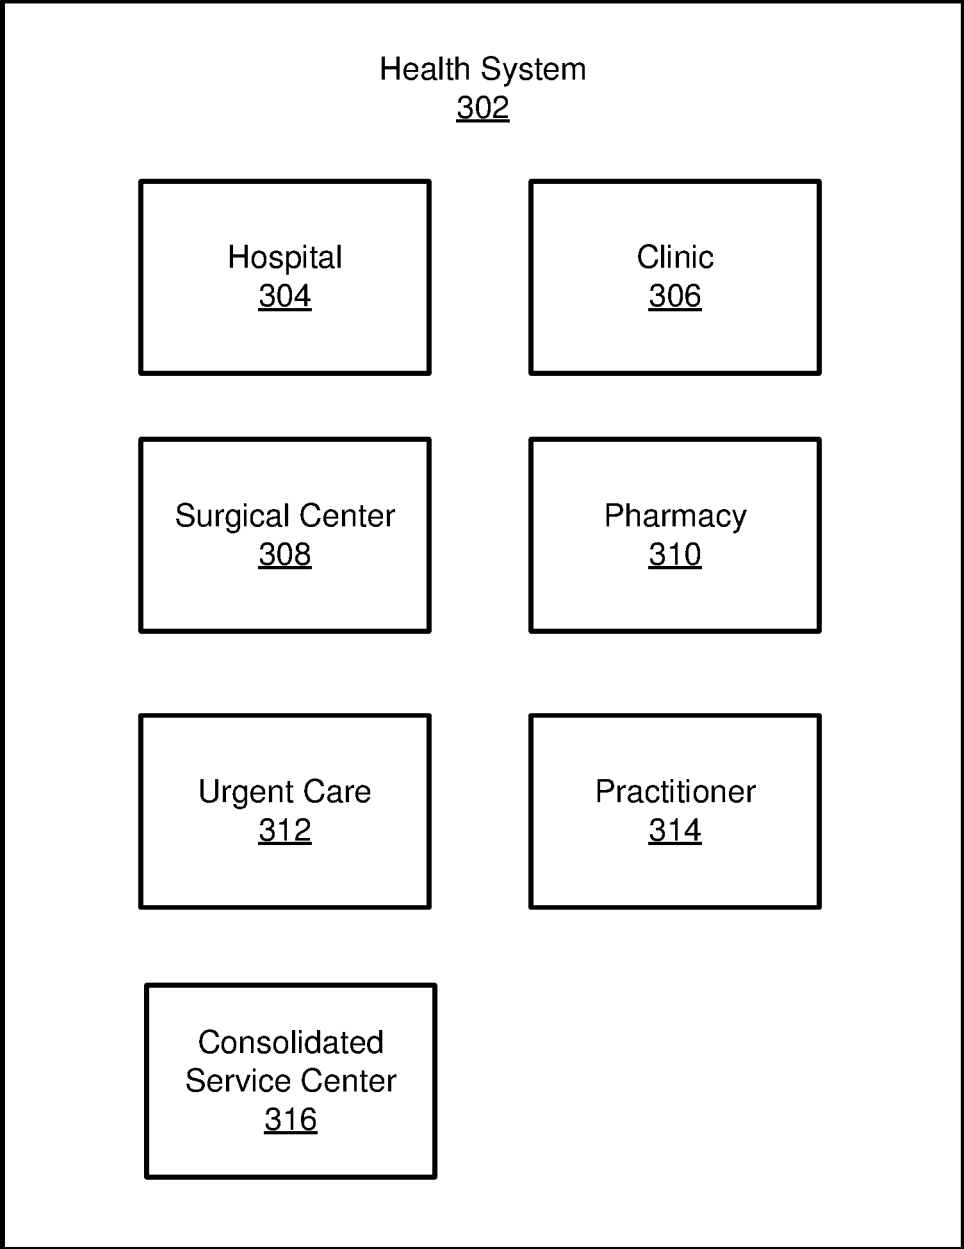 Health System
302
Hospital
304
Clinic
306
Surgical Center
308
Pharmacy
310
Urgent Care
312
Practitioner
314
Consolidated
Service Center
316